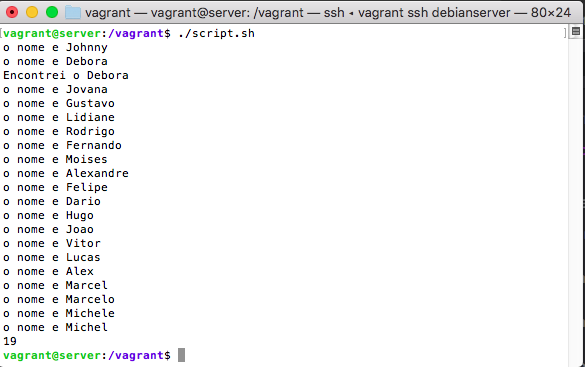 vagrant — vagrant@server: /vagrant — ssh ◂ vagrant ssh debianserver — 80×24
vagrant@server:/vagrant$ ./script.sh
o nome e Johnny
o nome e Debora
Encontrei o Debora
o nome e Jovana
o nome e Gustavo
o nome e Lidiane
o nome e Rodrigo
o nome e Fernando
o nome e Moises
o nome e Alexandre
o nome e Felipe
o nome e Dario
o nome e Hugo
o nome e Joao
o nome e Vitor
o nome e Lucas
o nome e Alex
o nome e Marcel
o nome e Marcelo
o nome e Michele
o nome e Michel
19
vagrant@server:/vagrant$